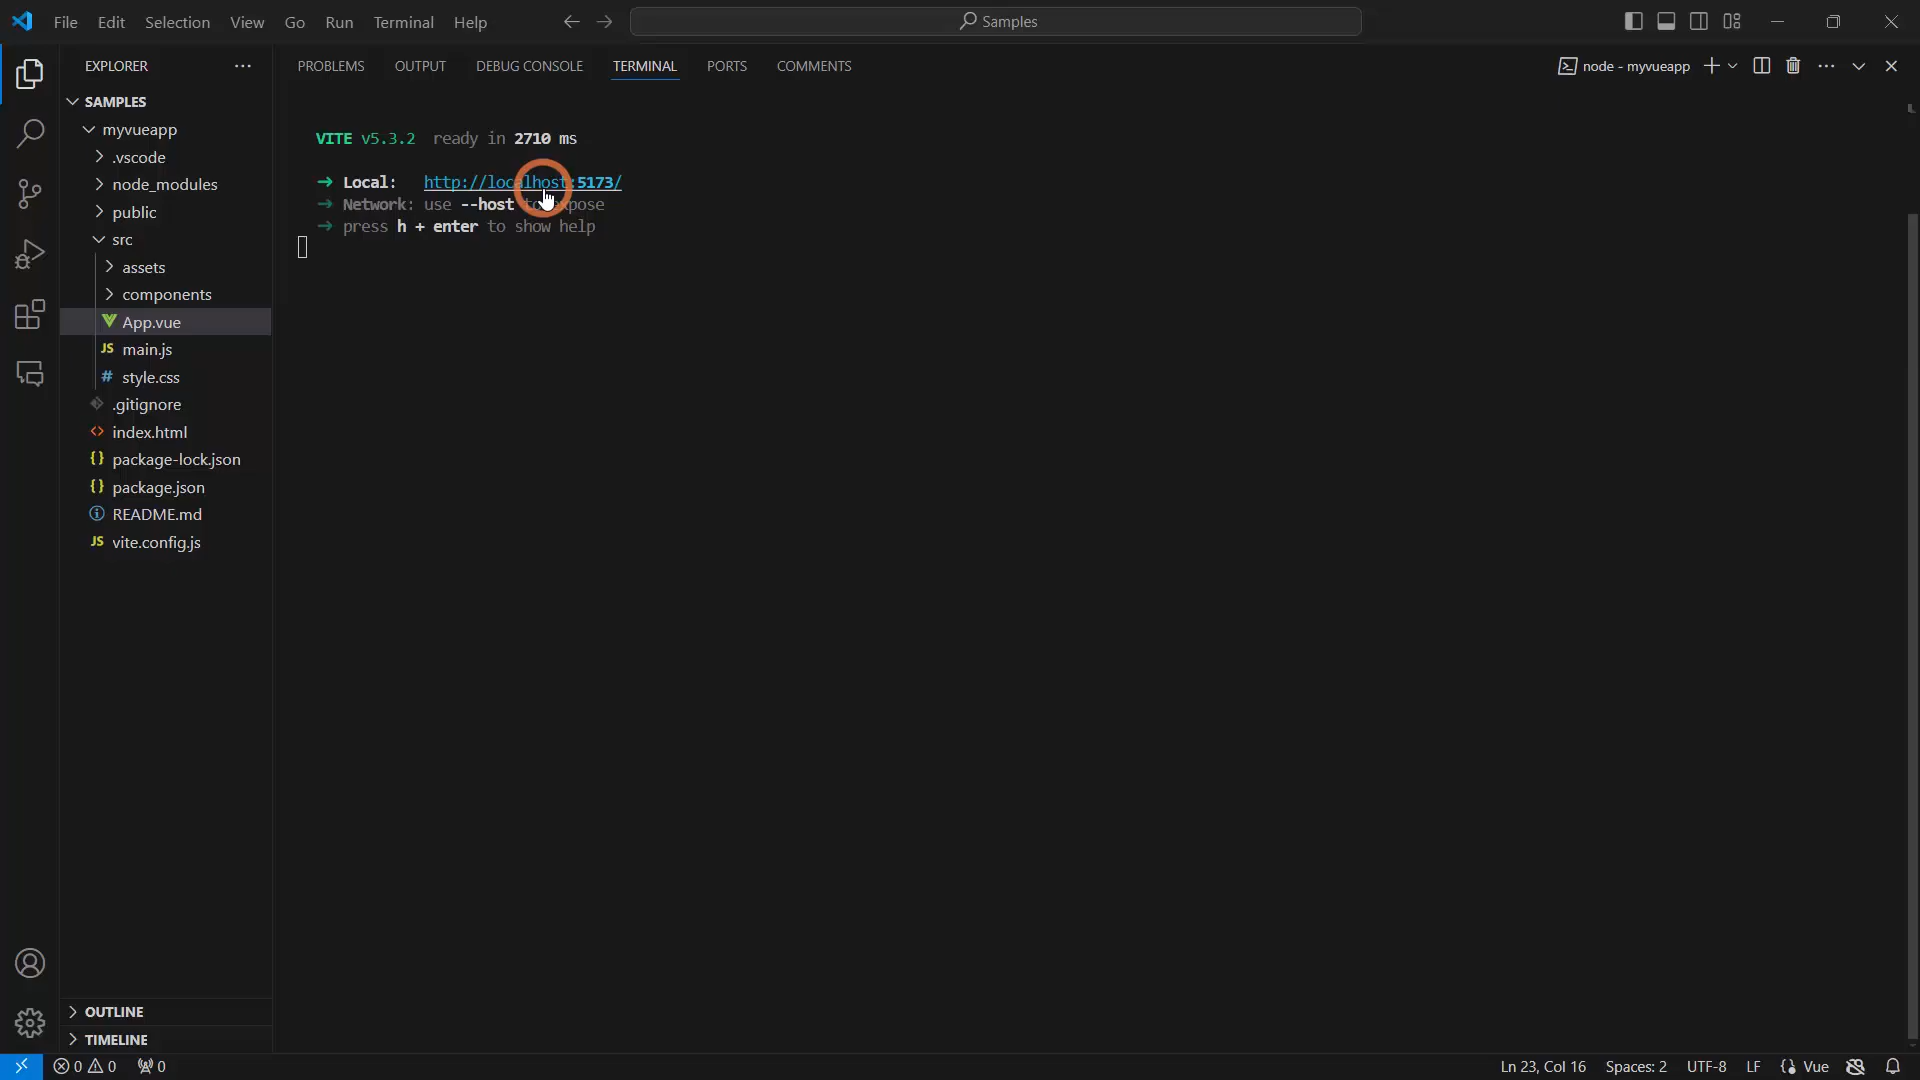 File Edit Selection View Go Run Terminal Help
Samples
EXPLORER
PROBLEMS OUTPUT DEBUG CONSOLE TERMINAL PORTS COMMENTS
node - myvueapp
SAMPLES
myvueapp
.vscode
node_modules
public
src
assets
components
App.vue
JS main.js
# style.css
.gitignore
<> index.html
{} package-lock.json
{} package.json
README.md
JS vite.config.js
OUTLINE
TIMELINE
VITE v5.3.2 ready in 2710 ms
➜ Local: http://localhost:5173/
➜ Network: use --host to expose
➜ press h + enter to show help
0 0 0
Ln 23, Col 16 Spaces: 2 UTF-8 LF Vue